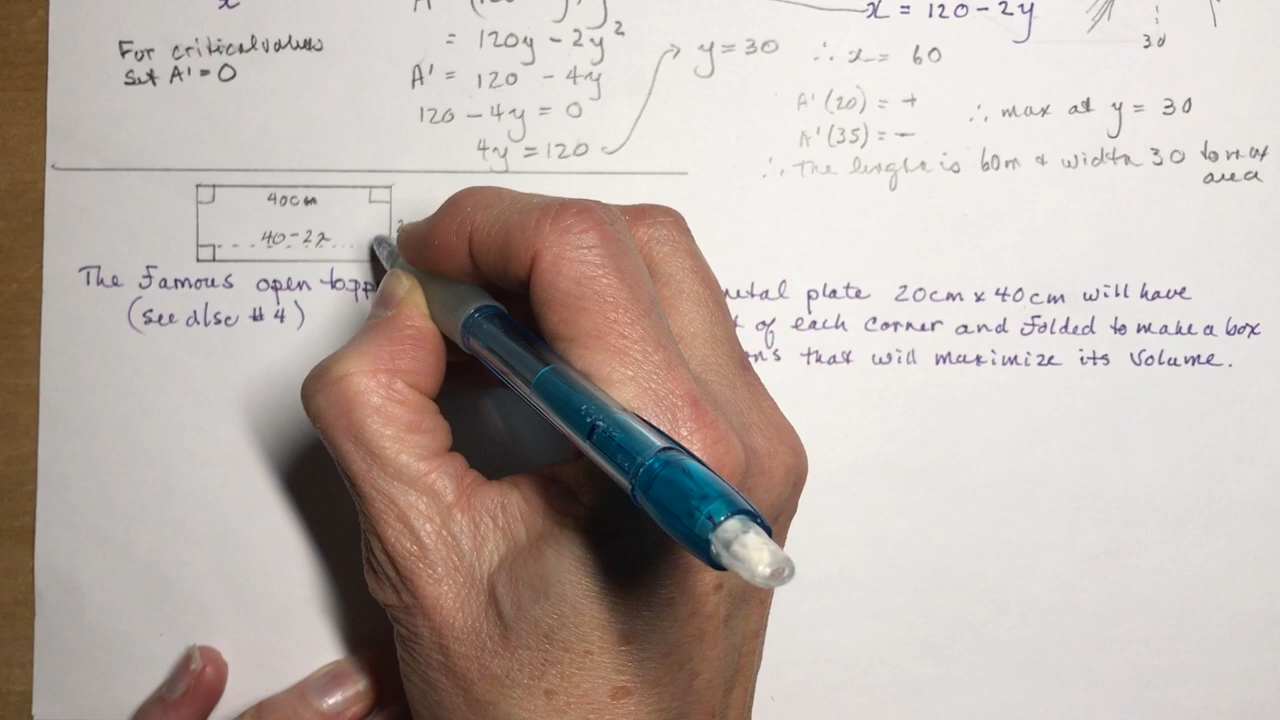 x = 120 - 2y
= 120y - 2y²
30
For critical values
Set A' = 0
y = 30 ∴ x = 60
A' = 120 - 4y
120 - 4y = 0
A'(20) = +
∴ max at y = 30
A'(35) = -
4y = 120
∴ the length is 60m & width 30 to max
area
40cm
40-2x
The famous open
metal plate 20cm x 40cm will have
(see also # 4)
of each corner and folded to make a box
that will maximize its volume.